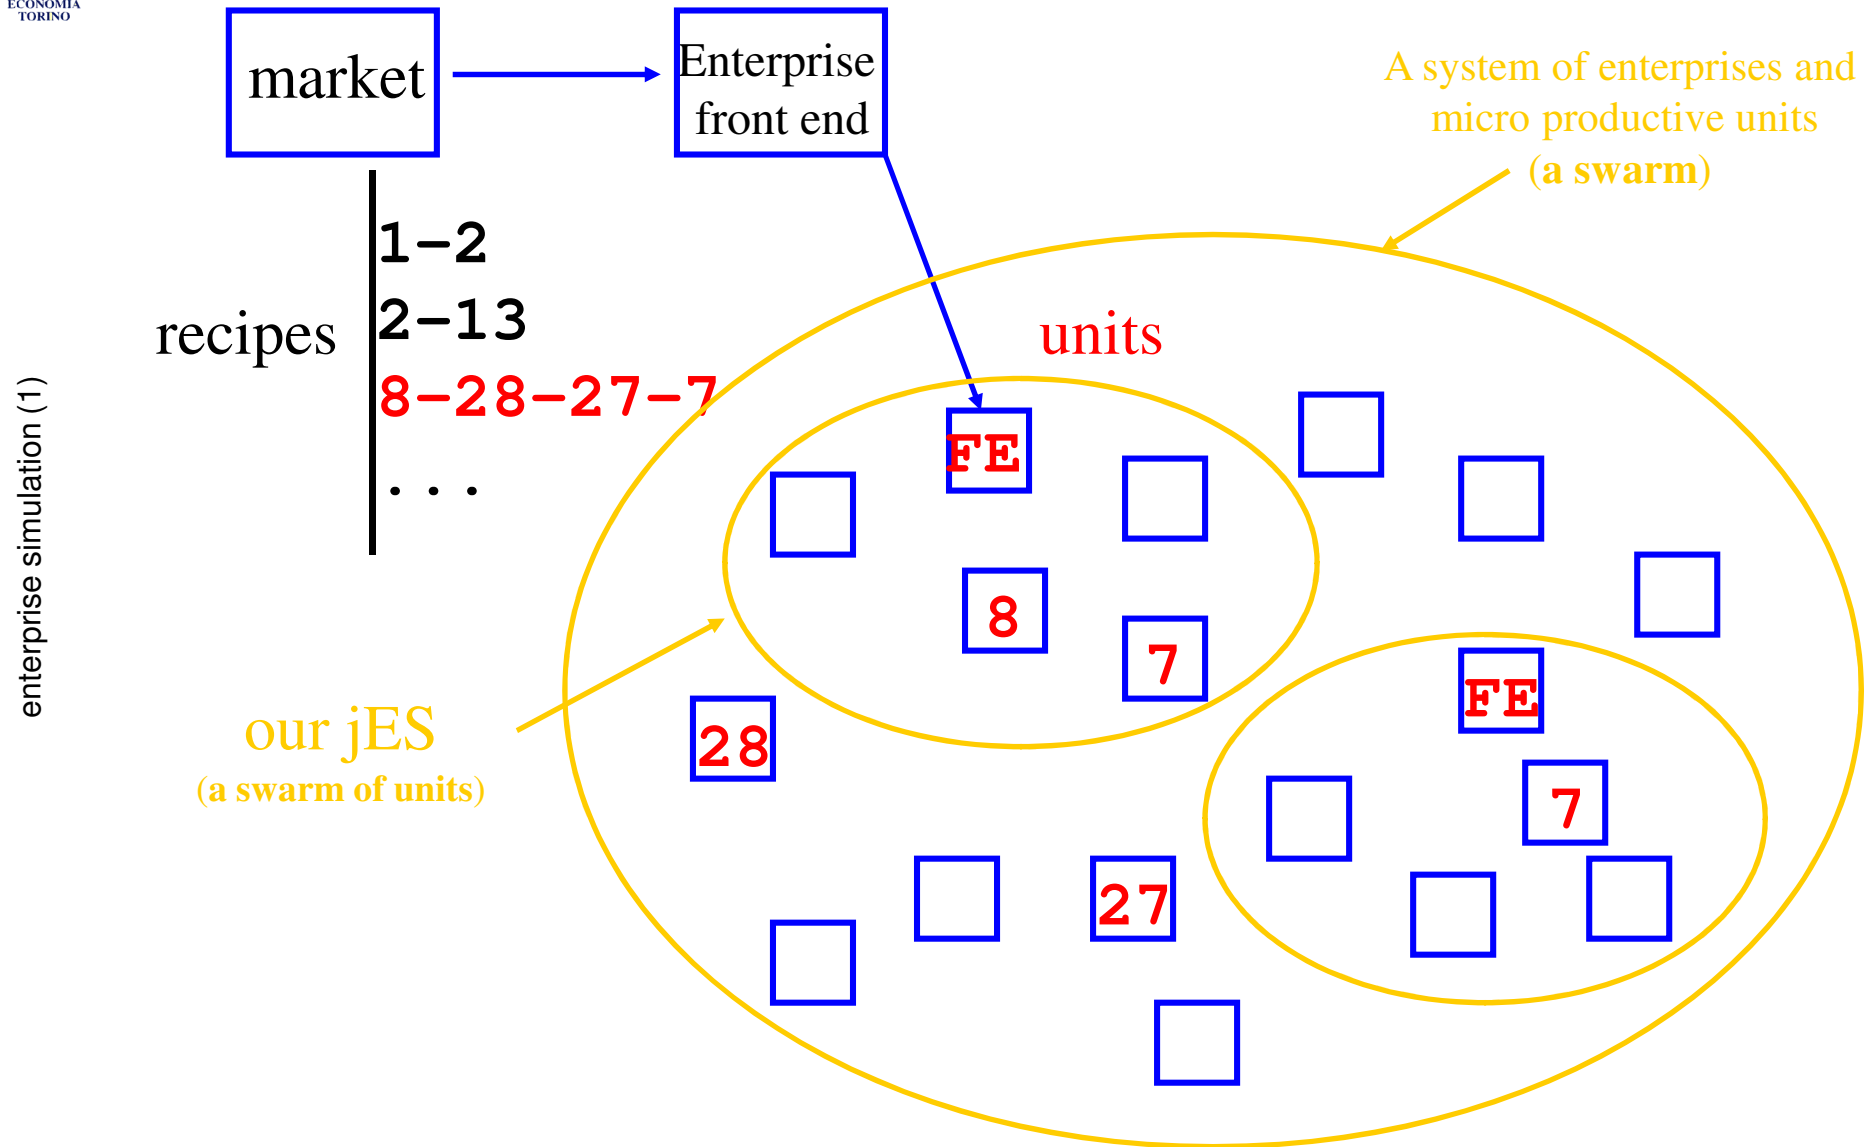 ECONOMIA
TORINO
market
Enterprise
front end
A system of enterprises and
micro productive units
(a swarm)
1-2
recipes
2-13
8-28-27-7
...
units
enterprise simulation (1)
FE
8
7
FE
our jES
(a swarm of units)
28
7
27